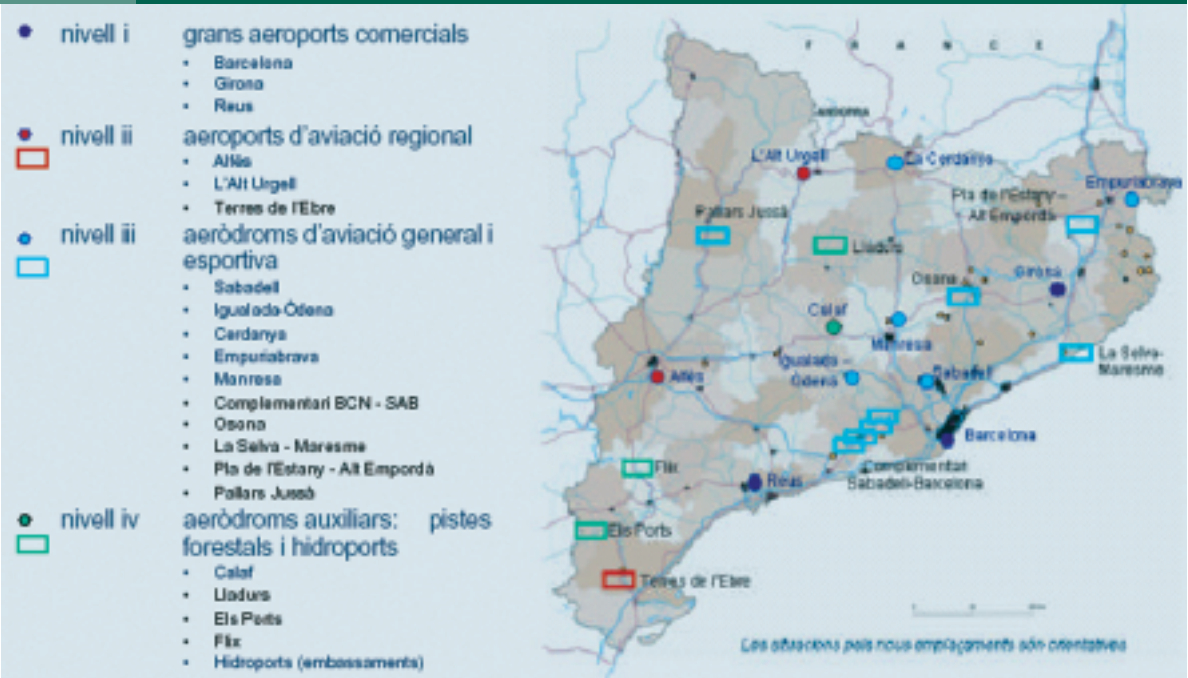 nivell i grans aeroports comercials
• Barcelona
• Girona
• Reus
nivell ii aeroports d'aviació regional
• Alfés
• L'Alt Urgell
• Terres de l'Ebre
nivell iii aeròdroms d'aviació general i
esportiva
• Sabadell
• Igualada-Òdena
• Cerdanya
• Empuriabrava
• Manresa
• Complementari BCN - SAB
• Osona
• La Selva - Maresme
• Pla de l'Estany - Alt Empordà
• Pallars Jussà
nivell iv aeròdroms auxiliars: pistes
forestals i hidroports
• Calaf
• Lladurs
• Els Ports
• Flix
• Hidroports (embassaments)
F R A N C E
ANDORRA
L'Alt Urgell
La Cerdanya
Empuriabrava
Pla de l'Estany –
Alt Empordà
Pallars Jussà
Lladurs
Osona
Girona
Calaf
Manresa
Igualada –
Òdena
Sabadell
La Selva-
Maresme
Alfés
Barcelona
Flix
Reus
Complementari
Sabadell-Barcelona
Els Ports
Terres de l'Ebre
Les situacions pels nous emplaçaments són orientatives